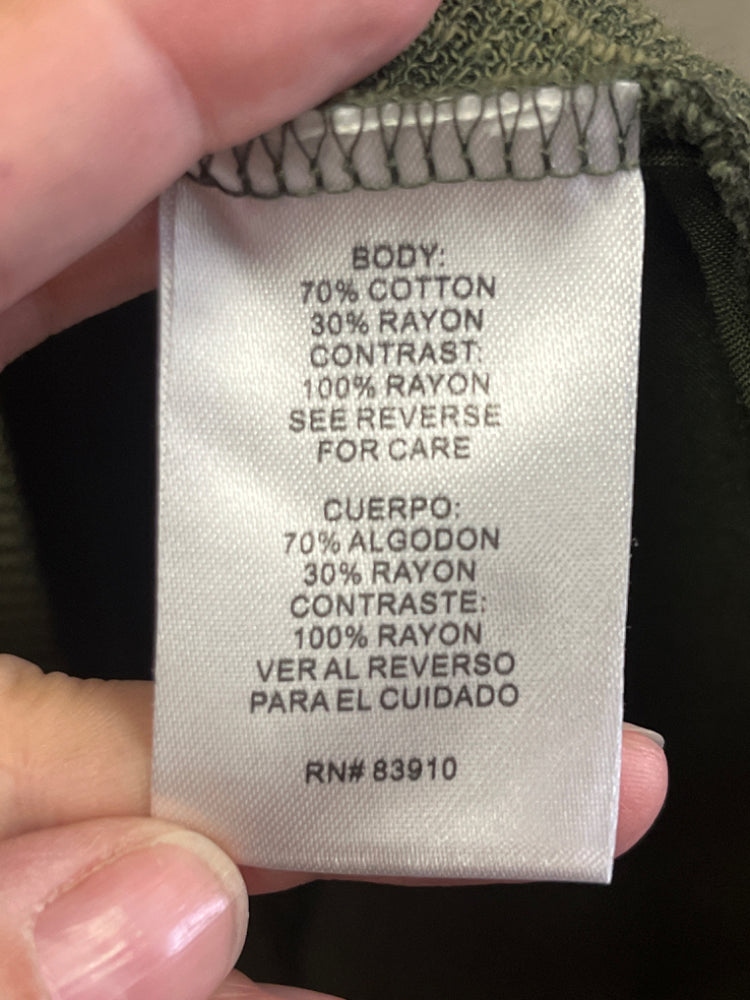 BODY:
70% COTTON
30% RAYON
CONTRAST:
100% RAYON
SEE REVERSE
FOR CARE
CUERPO:
70% ALGODON
30% RAYON
CONTRASTE:
100% RAYON
VER AL REVERSO
PARA EL CUIDADO
RN# 83910